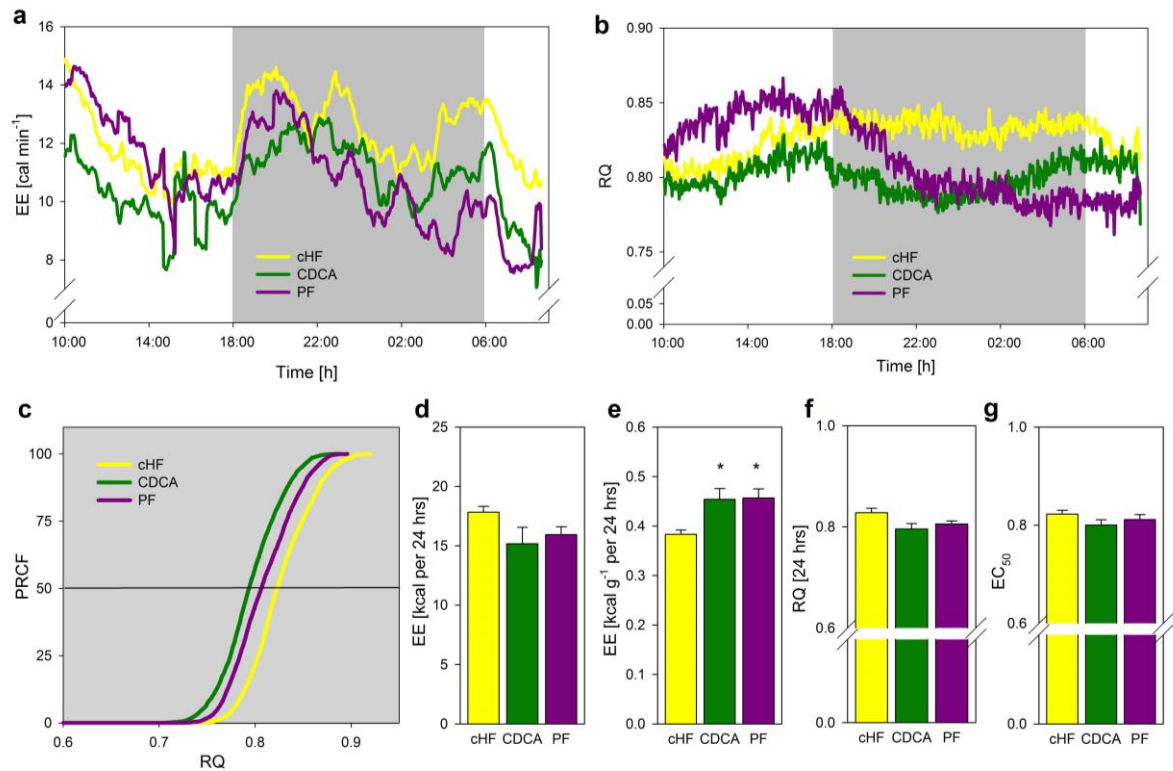 a
16
14
12
10
8
0
EE [cal min⁻¹]
cHF
CDCA
PF
10:00 14:00 18:00 22:00 02:00 06:00
Time [h]
b
0.90
0.85
0.80
0.75
0.05
0.00
RQ
cHF
CDCA
PF
10:00 14:00 18:00 22:00 02:00 06:00
Time [h]
c
100
75
50
25
0
PRCF
cHF
CDCA
PF
0.6 0.7 0.8 0.9
RQ
d
25
20
15
10
5
0
EE [kcal per 24 hrs]
cHF CDCA PF
e
0.6
0.5
0.4
0.3
0.2
0.1
0.0
EE [kcal g⁻¹ per 24 hrs]
* *
cHF CDCA PF
f
1.0
0.8
0.6
0.0
RQ [24 hrs]
cHF CDCA PF
g
1.0
0.8
0.6
0.0
EC₅₀
cHF CDCA PF